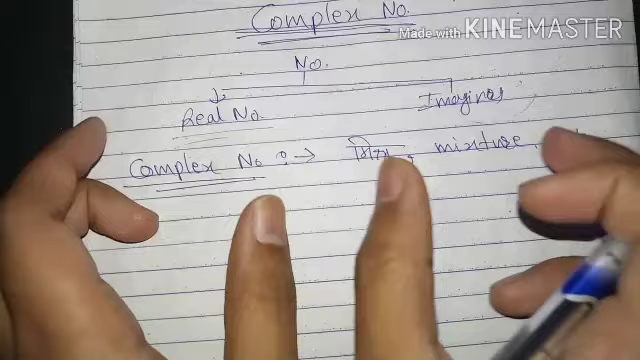 Complex No.
Made with KINEMASTER
No.
Real No. Imaginary
Complex No :→ मिश्र, mixture